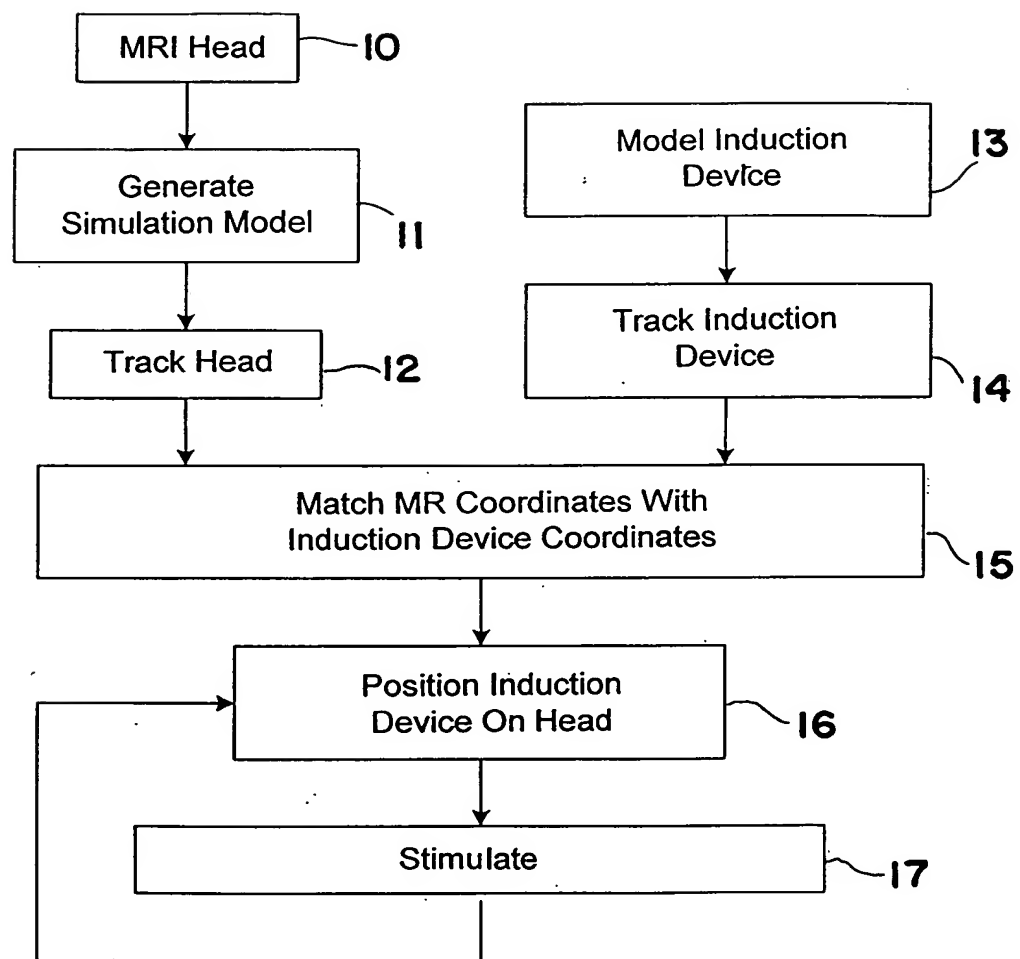 MRI Head
10
Generate
Simulation Model
11
Track Head
12
Model Induction
Device
13
Track Induction
Device
14
Match MR Coordinates With
Induction Device Coordinates
15
Position Induction
Device On Head
16
Stimulate
17